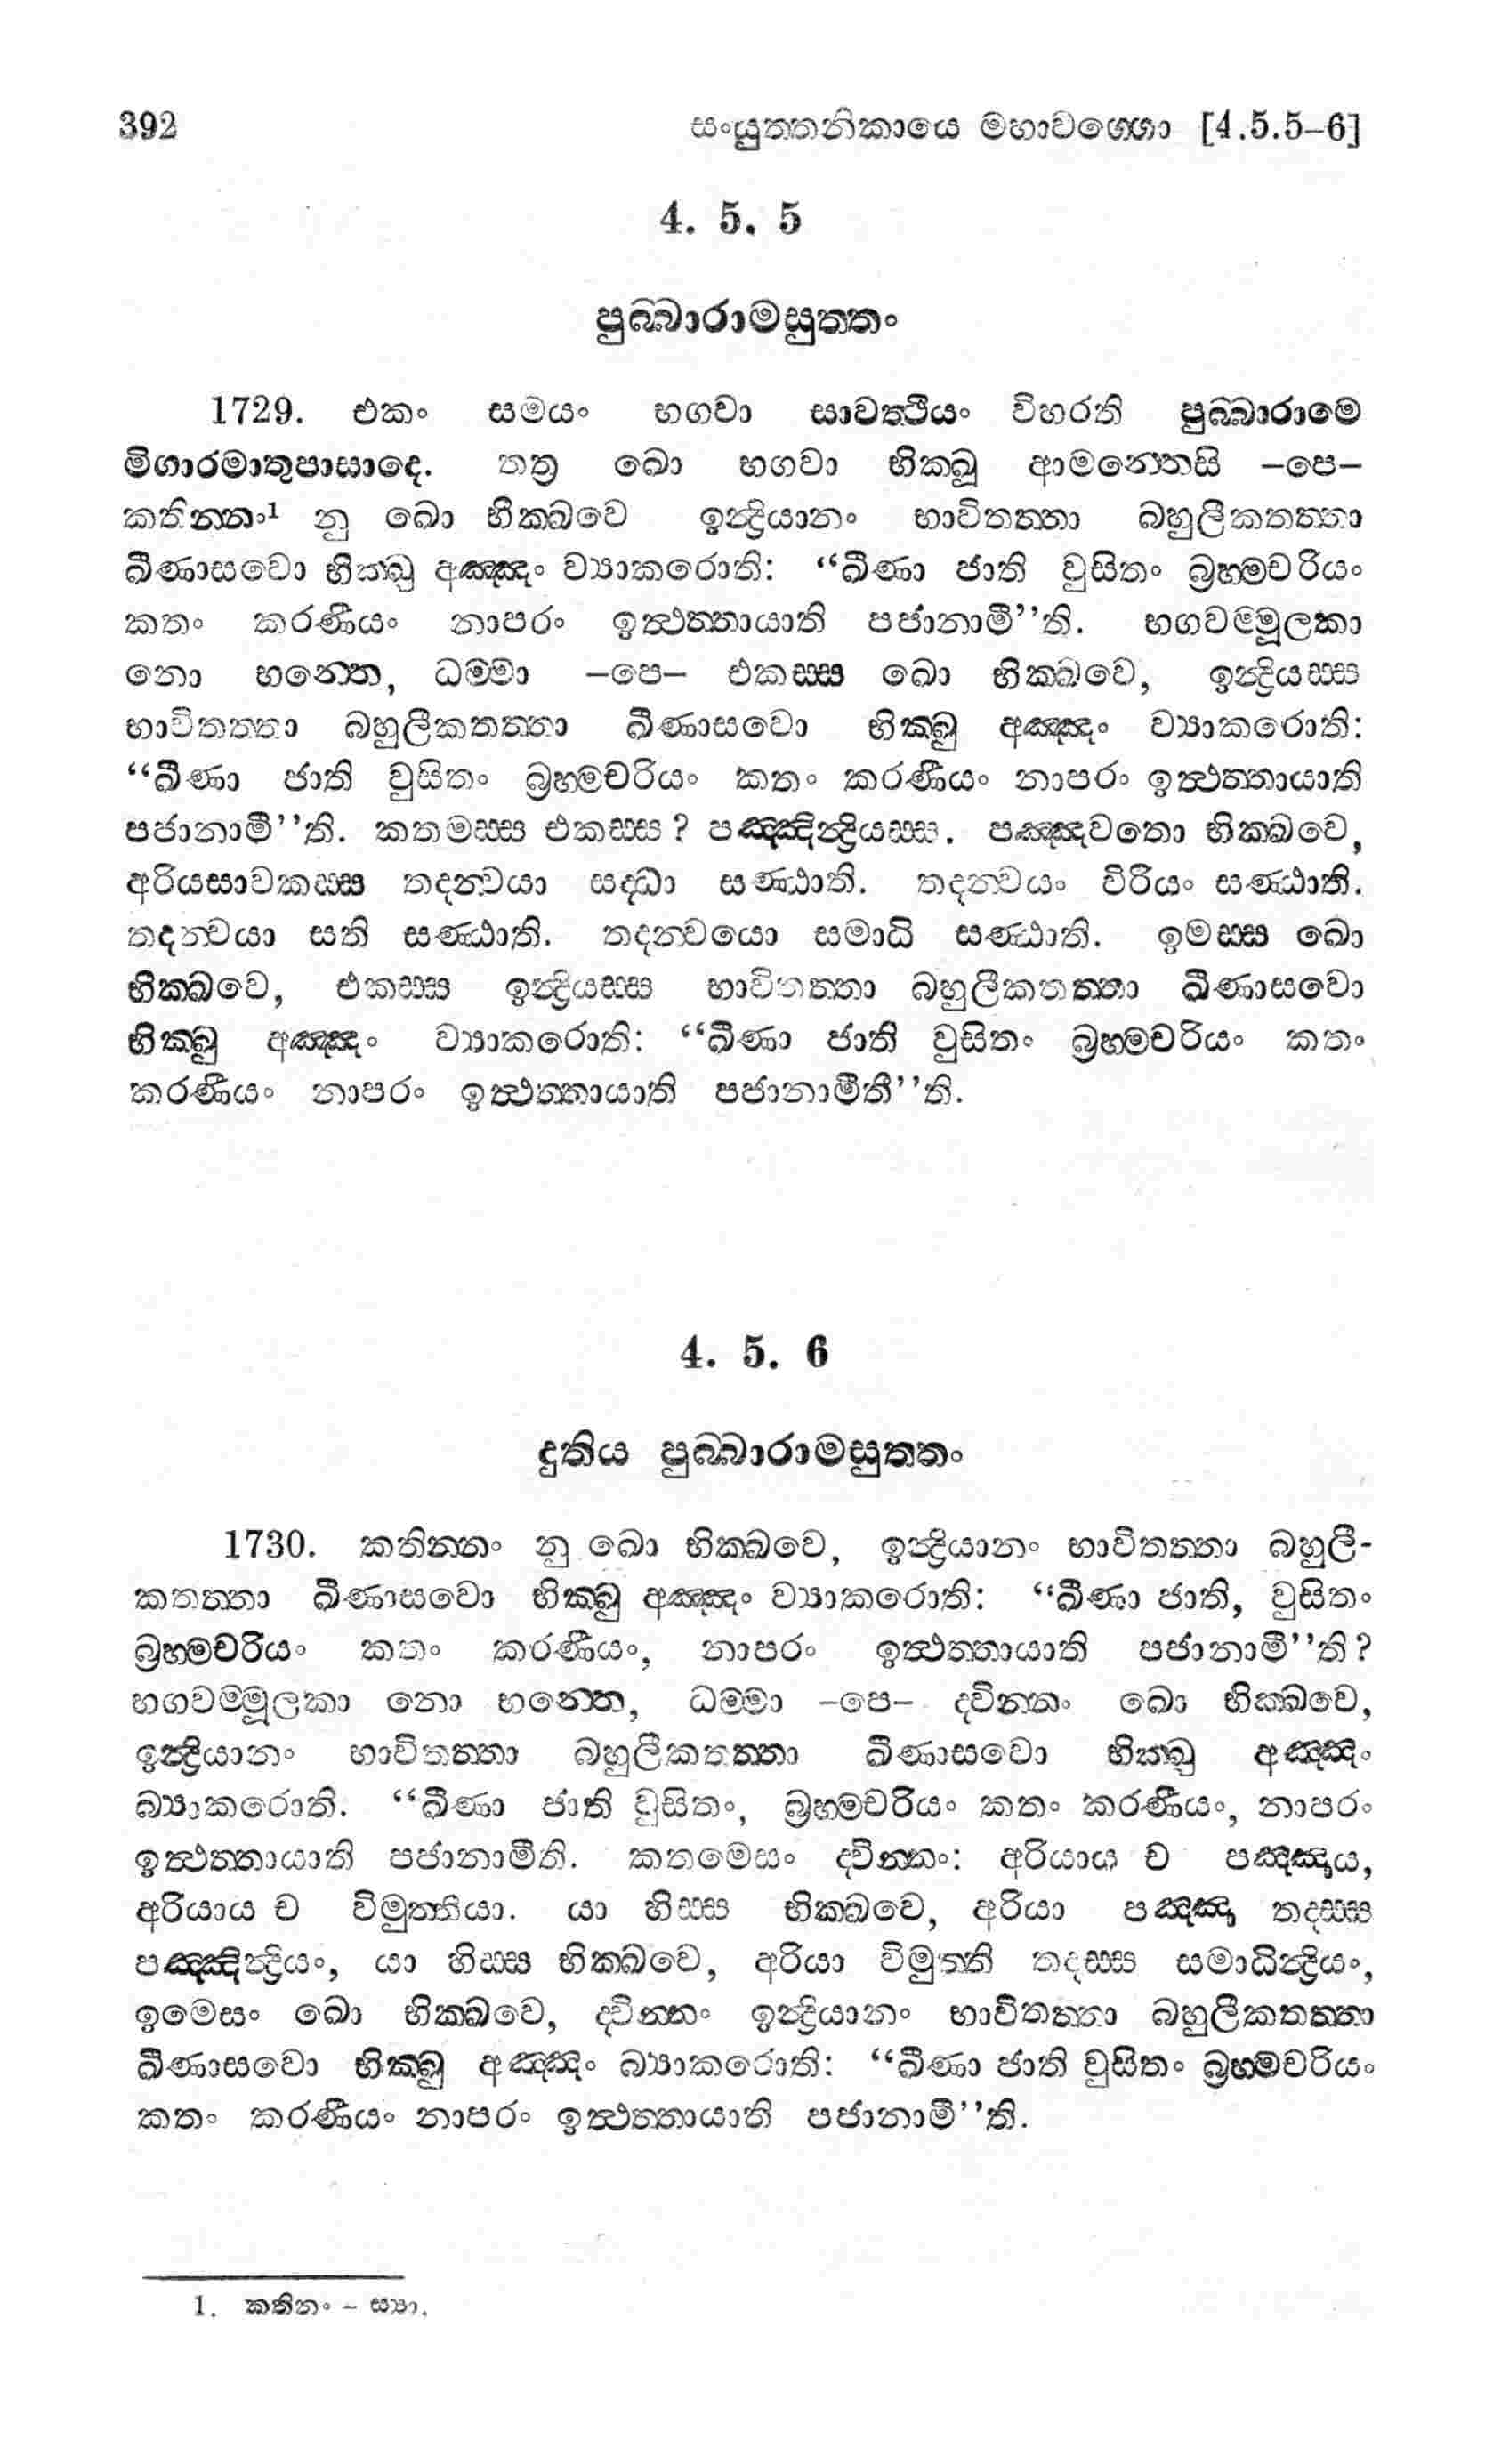 392 සංයුත්තනිකායෙ මහාවග්ගො [4.5.5–6]
4. 5. 5
පුබ්බාරාමසුත්තං
1729. එකං සමයං භගවා සාවත්ථියං විහරති පුබ්බාරාමෙ
මිගාරමාතුපාසාදෙ. තත්‍ර ඛො භගවා භික්ඛූ ආමන්තෙසි –පෙ–
කතින්නං¹ නු ඛො භික්ඛවෙ ඉන්ද්‍රියානං භාවිතත්තා බහුලීකතත්තා
ඛීණාසවො භික්ඛු අඤ්ඤං ව්‍යාකරොති: “ඛීණා ජාති වුසිතං බ්‍රහ්මචරියං
කතං කරණීයං නාපරං ඉත්ථත්තායාති පජානාමී’’ති. භගවම්මූලකා
නො භන්තෙ, ධම්මා –පෙ– එකස්ස ඛො භික්ඛවෙ, ඉන්ද්‍රියස්ස
භාවිතත්තා බහුලීකතත්තා ඛීණාසවො භික්ඛු අඤ්ඤං ව්‍යාකරොති:
“ඛීණා ජාති වුසිතං බ්‍රහ්මචරියං කතං කරණීයං නාපරං ඉත්ථත්තායාති
පජානාමී’’ති. කතමස්ස එකස්ස? පඤ්ඤින්ද්‍රියස්ස. පඤ්ඤවතො භික්ඛවෙ,
අරියසාවකස්ස තදන්වයා සද්ධා සණ්ඨාති. තදන්වයං විරියං සණ්ඨාති.
තදන්වයා සති සණ්ඨාති. තදන්වයො සමාධි සණ්ඨාති. ඉමස්ස ඛො
භික්ඛවෙ, එකස්ස ඉන්ද්‍රියස්ස භාවිතත්තා බහුලීකතත්තා ඛීණාසවො
භික්ඛු අඤ්ඤං ව්‍යාකරොති: “ඛීණා ජාති වුසිතං බ්‍රහ්මචරියං කතං
කරණීයං නාපරං ඉත්ථත්තායාති පජානාමීතී’’ති.
4. 5. 6
දුතිය පුබ්බාරාමසුත්තං
1730. කතින්නං නු ඛො භික්ඛවෙ, ඉන්ද්‍රියානං භාවිතත්තා බහුලී-
කතත්තා ඛීණාසවො භික්ඛු අඤ්ඤං ව්‍යාකරොති: “ඛීණා ජාති, වුසිතං
බ්‍රහ්මචරියං කතං කරණීයං, නාපරං ඉත්ථත්තායාති පජානාමී’’ති?
භගවම්මූලකා නො භන්තෙ, ධම්මා –පෙ– ද්වින්නං ඛො භික්ඛවෙ,
ඉන්ද්‍රියානං භාවිතත්තා බහුලීකතත්තා ඛීණාසවො භික්ඛු අඤ්ඤං
බ්‍යාකරොති. “ඛීණා ජාති වුසිතං, බ්‍රහ්මචරියං කතං කරණීයං, නාපරං
ඉත්ථත්තායාති පජානාමීති. කතමෙසං ද්වින්නං: අරියාය ච පඤ්ඤාය,
අරියාය ච විමුත්තියා. යා හිස්ස භික්ඛවෙ, අරියා පඤ්ඤා තදස්ස
පඤ්ඤින්ද්‍රියං, යා හිස්ස භික්ඛවෙ, අරියා විමුත්ති තදස්ස සමාධින්ද්‍රියං,
ඉමෙසං ඛො භික්ඛවෙ, ද්වින්නං ඉන්ද්‍රියානං භාවිතත්තා බහුලීකතත්තා
ඛීණාසවො භික්ඛු අඤ්ඤං බ්‍යාකරොති: “ඛීණා ජාති වුසිතං බ්‍රහ්මචරියං
කතං කරණීයං නාපරං ඉත්ථත්තායාති පජානාමී’’ති.
1. කතිනං – ස්‍යා,